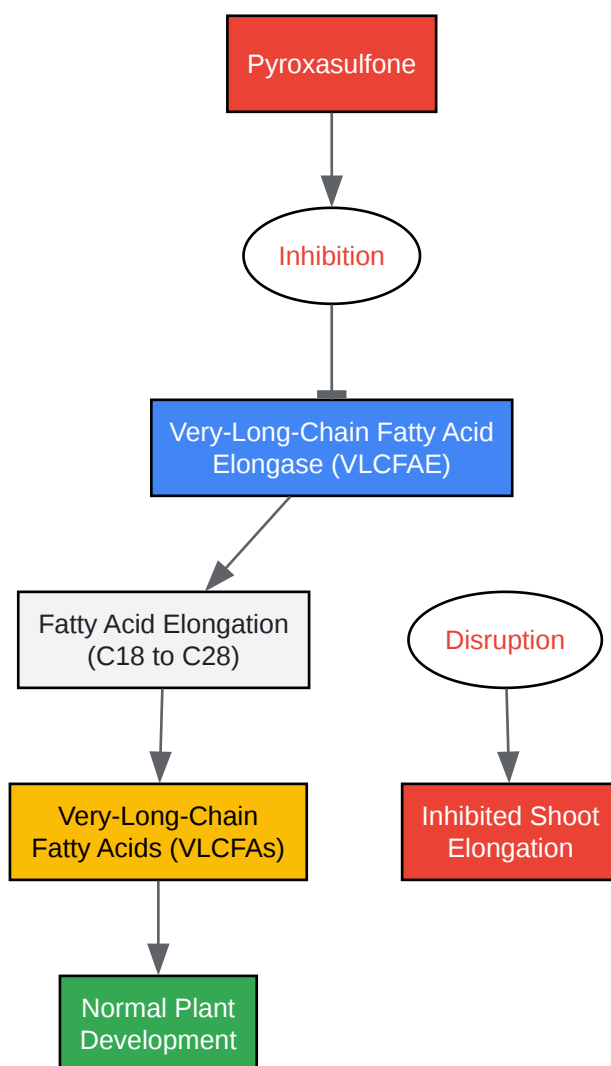 Pyroxasulfone
Inhibition
Very-Long-Chain Fatty Acid
Elongase (VLCFAE)
Fatty Acid Elongation
(C18 to C28)
Disruption
Very-Long-Chain
Fatty Acids (VLCFAs)
Inhibited Shoot
Elongation
Normal Plant
Development